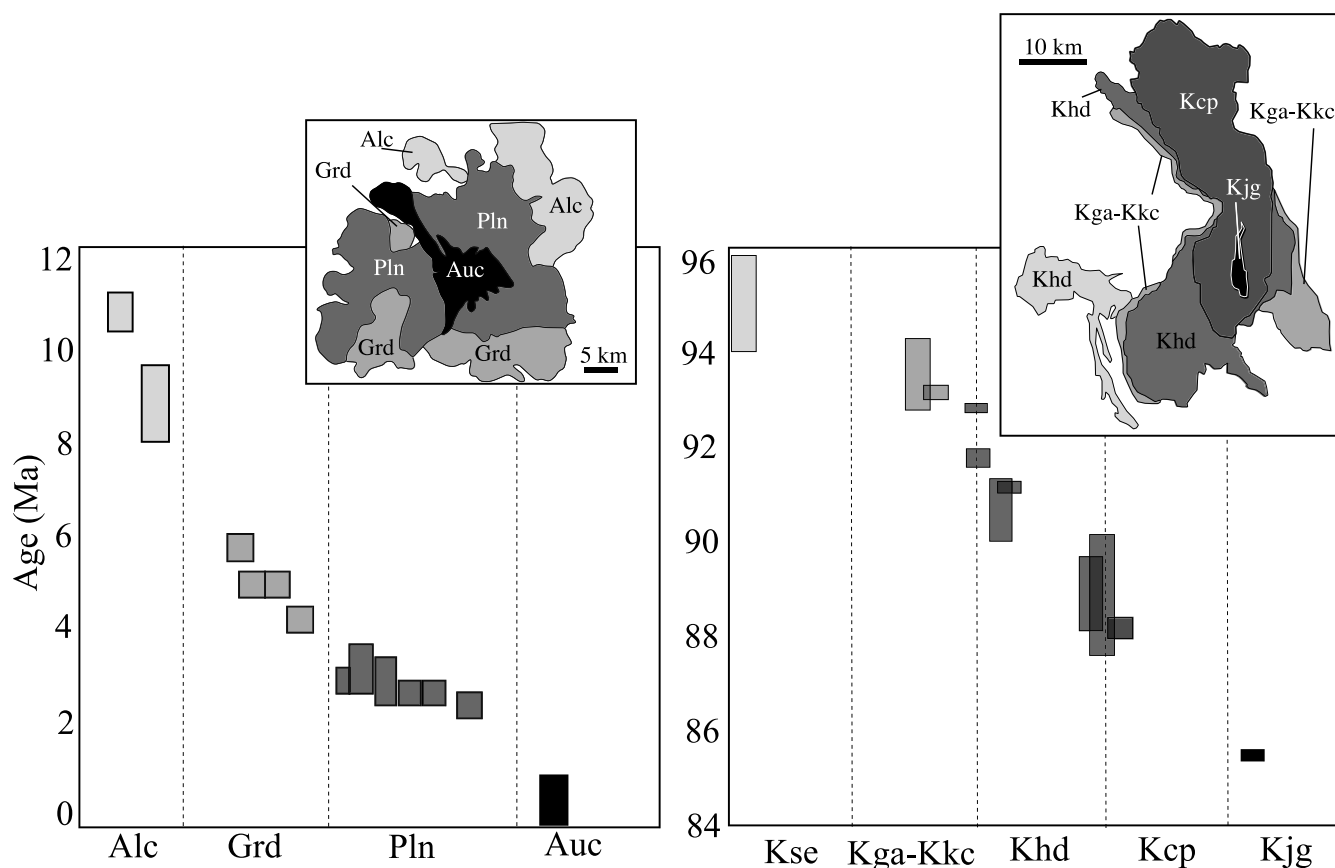 Age (Ma)
12
10
8
6
4
2
0
Alc
Grd
Pln
Auc
Alc
Grd
Alc
Pln
Pln
Auc
Grd
Grd
5 km
96
94
92
90
88
86
84
Kse
Kga-Kkc
Khd
Kcp
Kjg
10 km
Khd
Kcp
Kga-Kkc
Kjg
Kga-Kkc
Khd
Khd